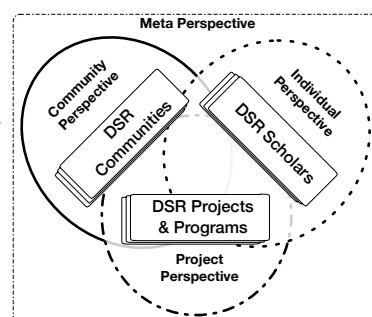 Meta Perspective
Community
Perspective
DSR
Communities
Individual
Perspective
DSR Scholars
DSR Projects
& Programs
Project
Perspective